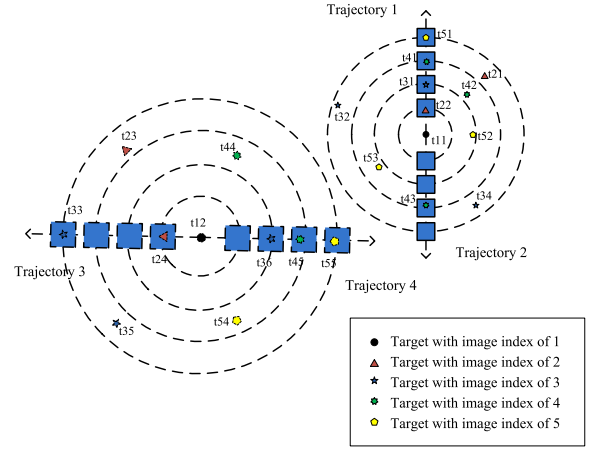 Trajectory 1
t51
t41
t21
t31
t42
t22
t32
t11
t52
t23
t44
t53
t43
t34
t33
t12
Trajectory 2
t24
t36
t45
t55
Trajectory 3
Trajectory 4
t35
t54
Target with image index of 1
Target with image index of 2
Target with image index of 3
Target with image index of 4
Target with image index of 5